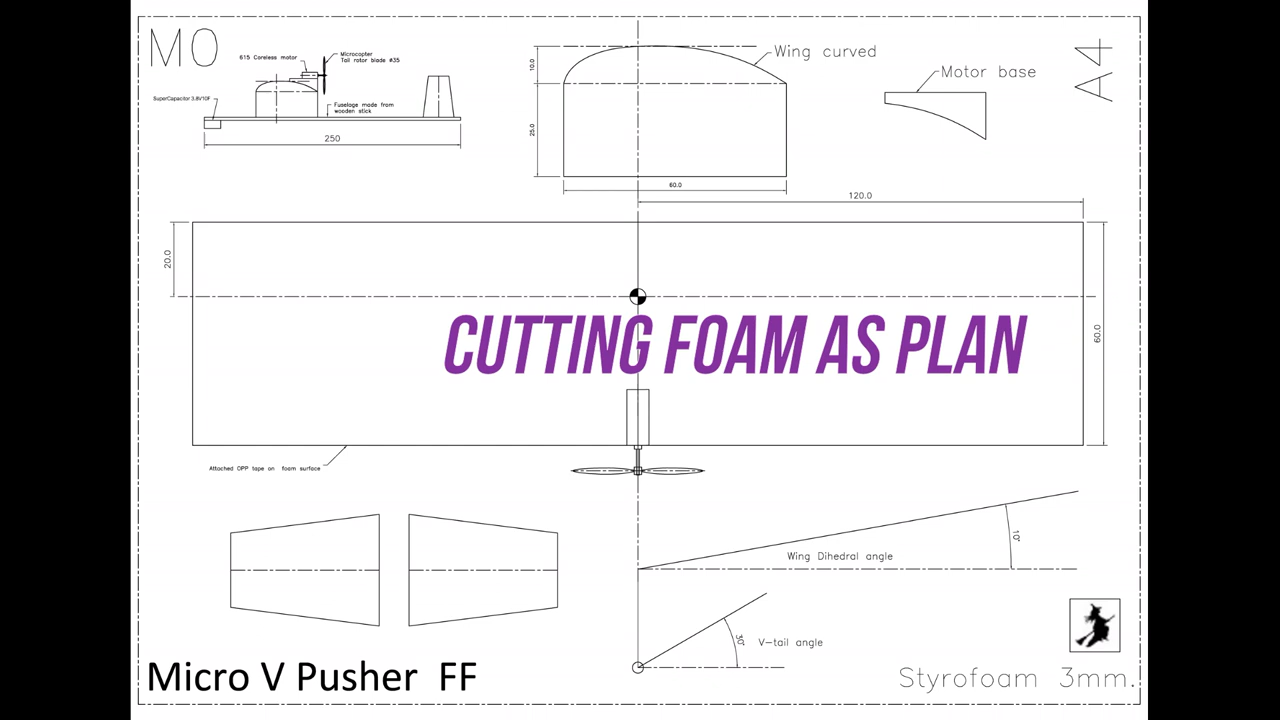 M0
615 Coreless motor
Microcopter
Tail rotor blade #35
SuperCapacitor 3.8V10F
Fuselage made from
wooden stick
250
10.0
25.0
60.0
Wing curved
Motor base
A4
120.0
20.0
60.0
CUTTING FOAM AS PLAN
Attached OPP tape on foam surface
Wing Dihedral angle
10°
30°
V-tail angle
Micro V Pusher FF
Styrofoam 3mm.